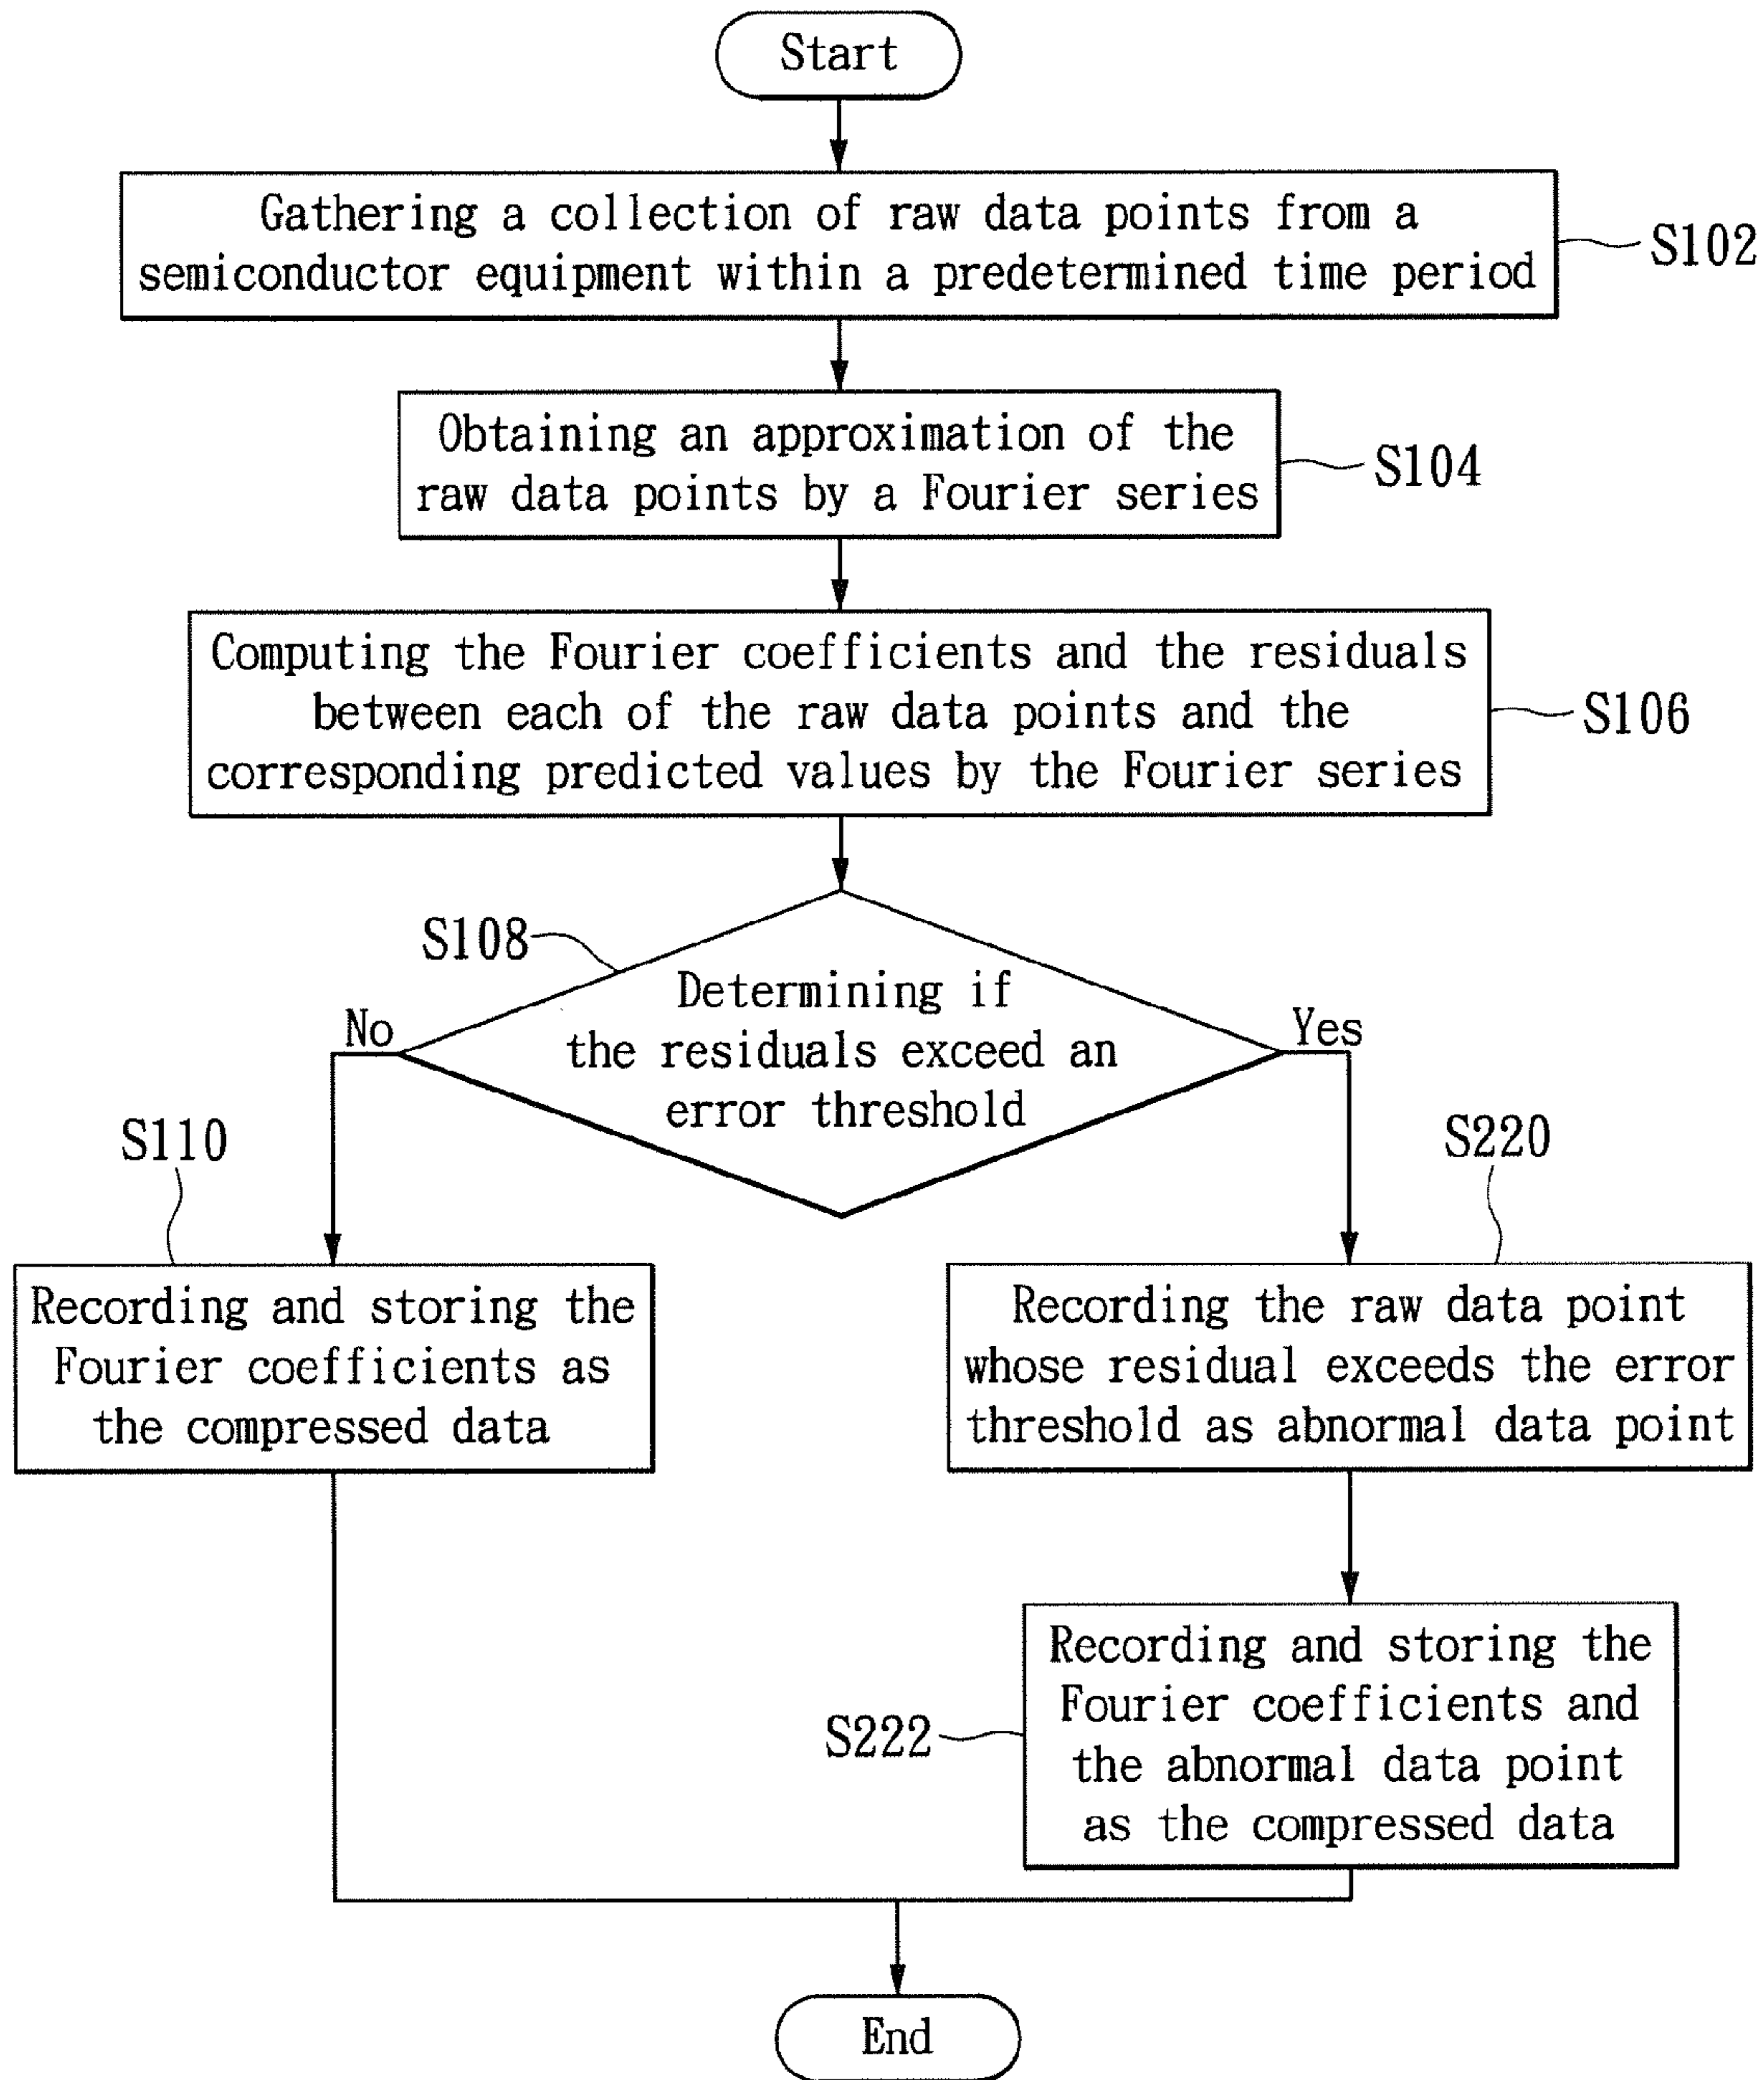 Start
Gathering a collection of raw data points from a
semiconductor equipment within a predetermined time period
S102
Obtaining an approximation of the
raw data points by a Fourier series
S104
Computing the Fourier coefficients and the residuals
between each of the raw data points and the
corresponding predicted values by the Fourier series
S106
S108
Determining if
the residuals exceed an
error threshold
No
Yes
S110
Recording and storing the
Fourier coefficients as
the compressed data
S220
Recording the raw data point
whose residual exceeds the error
threshold as abnormal data point
S222
Recording and storing the
Fourier coefficients and
the abnormal data point
as the compressed data
End